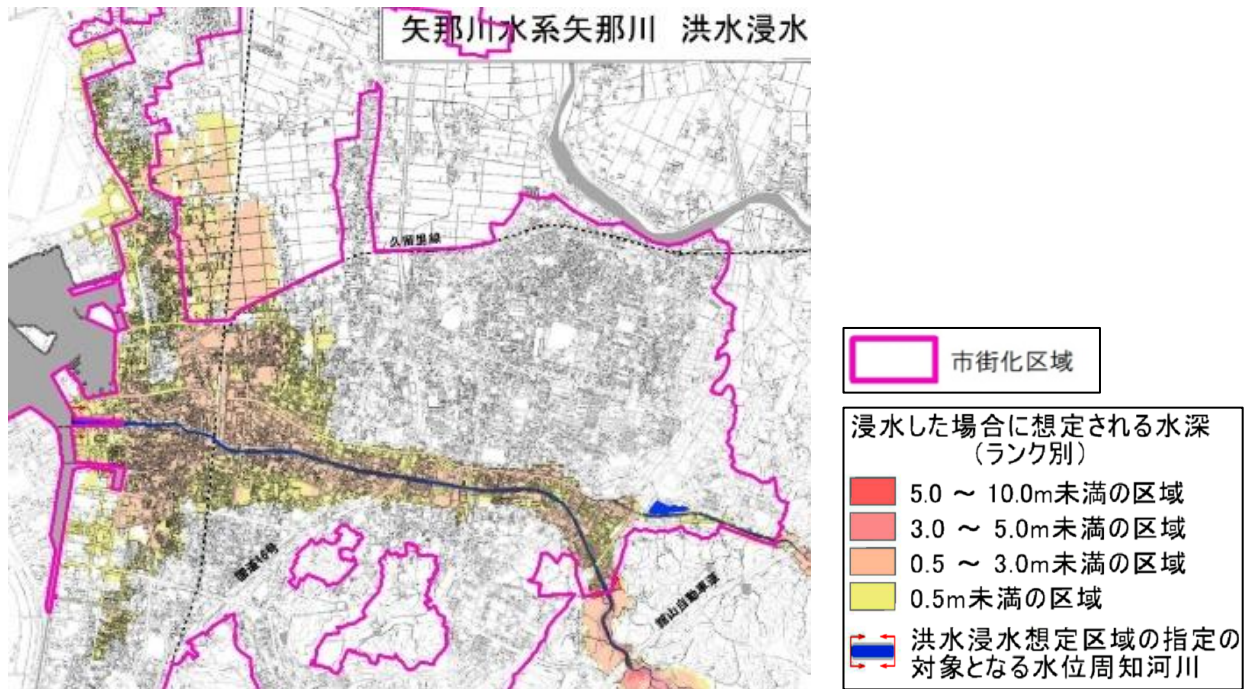 矢那川水系矢那川 洪水浸水
久留里線
国道16号
館山自動車道
市街化区域
浸水した場合に想定される水深
(ランク別)
5.0 ～ 10.0m未満の区域
3.0 ～ 5.0m未満の区域
0.5 ～ 3.0m未満の区域
0.5m未満の区域
洪水浸水想定区域の指定の
対象となる水位周知河川